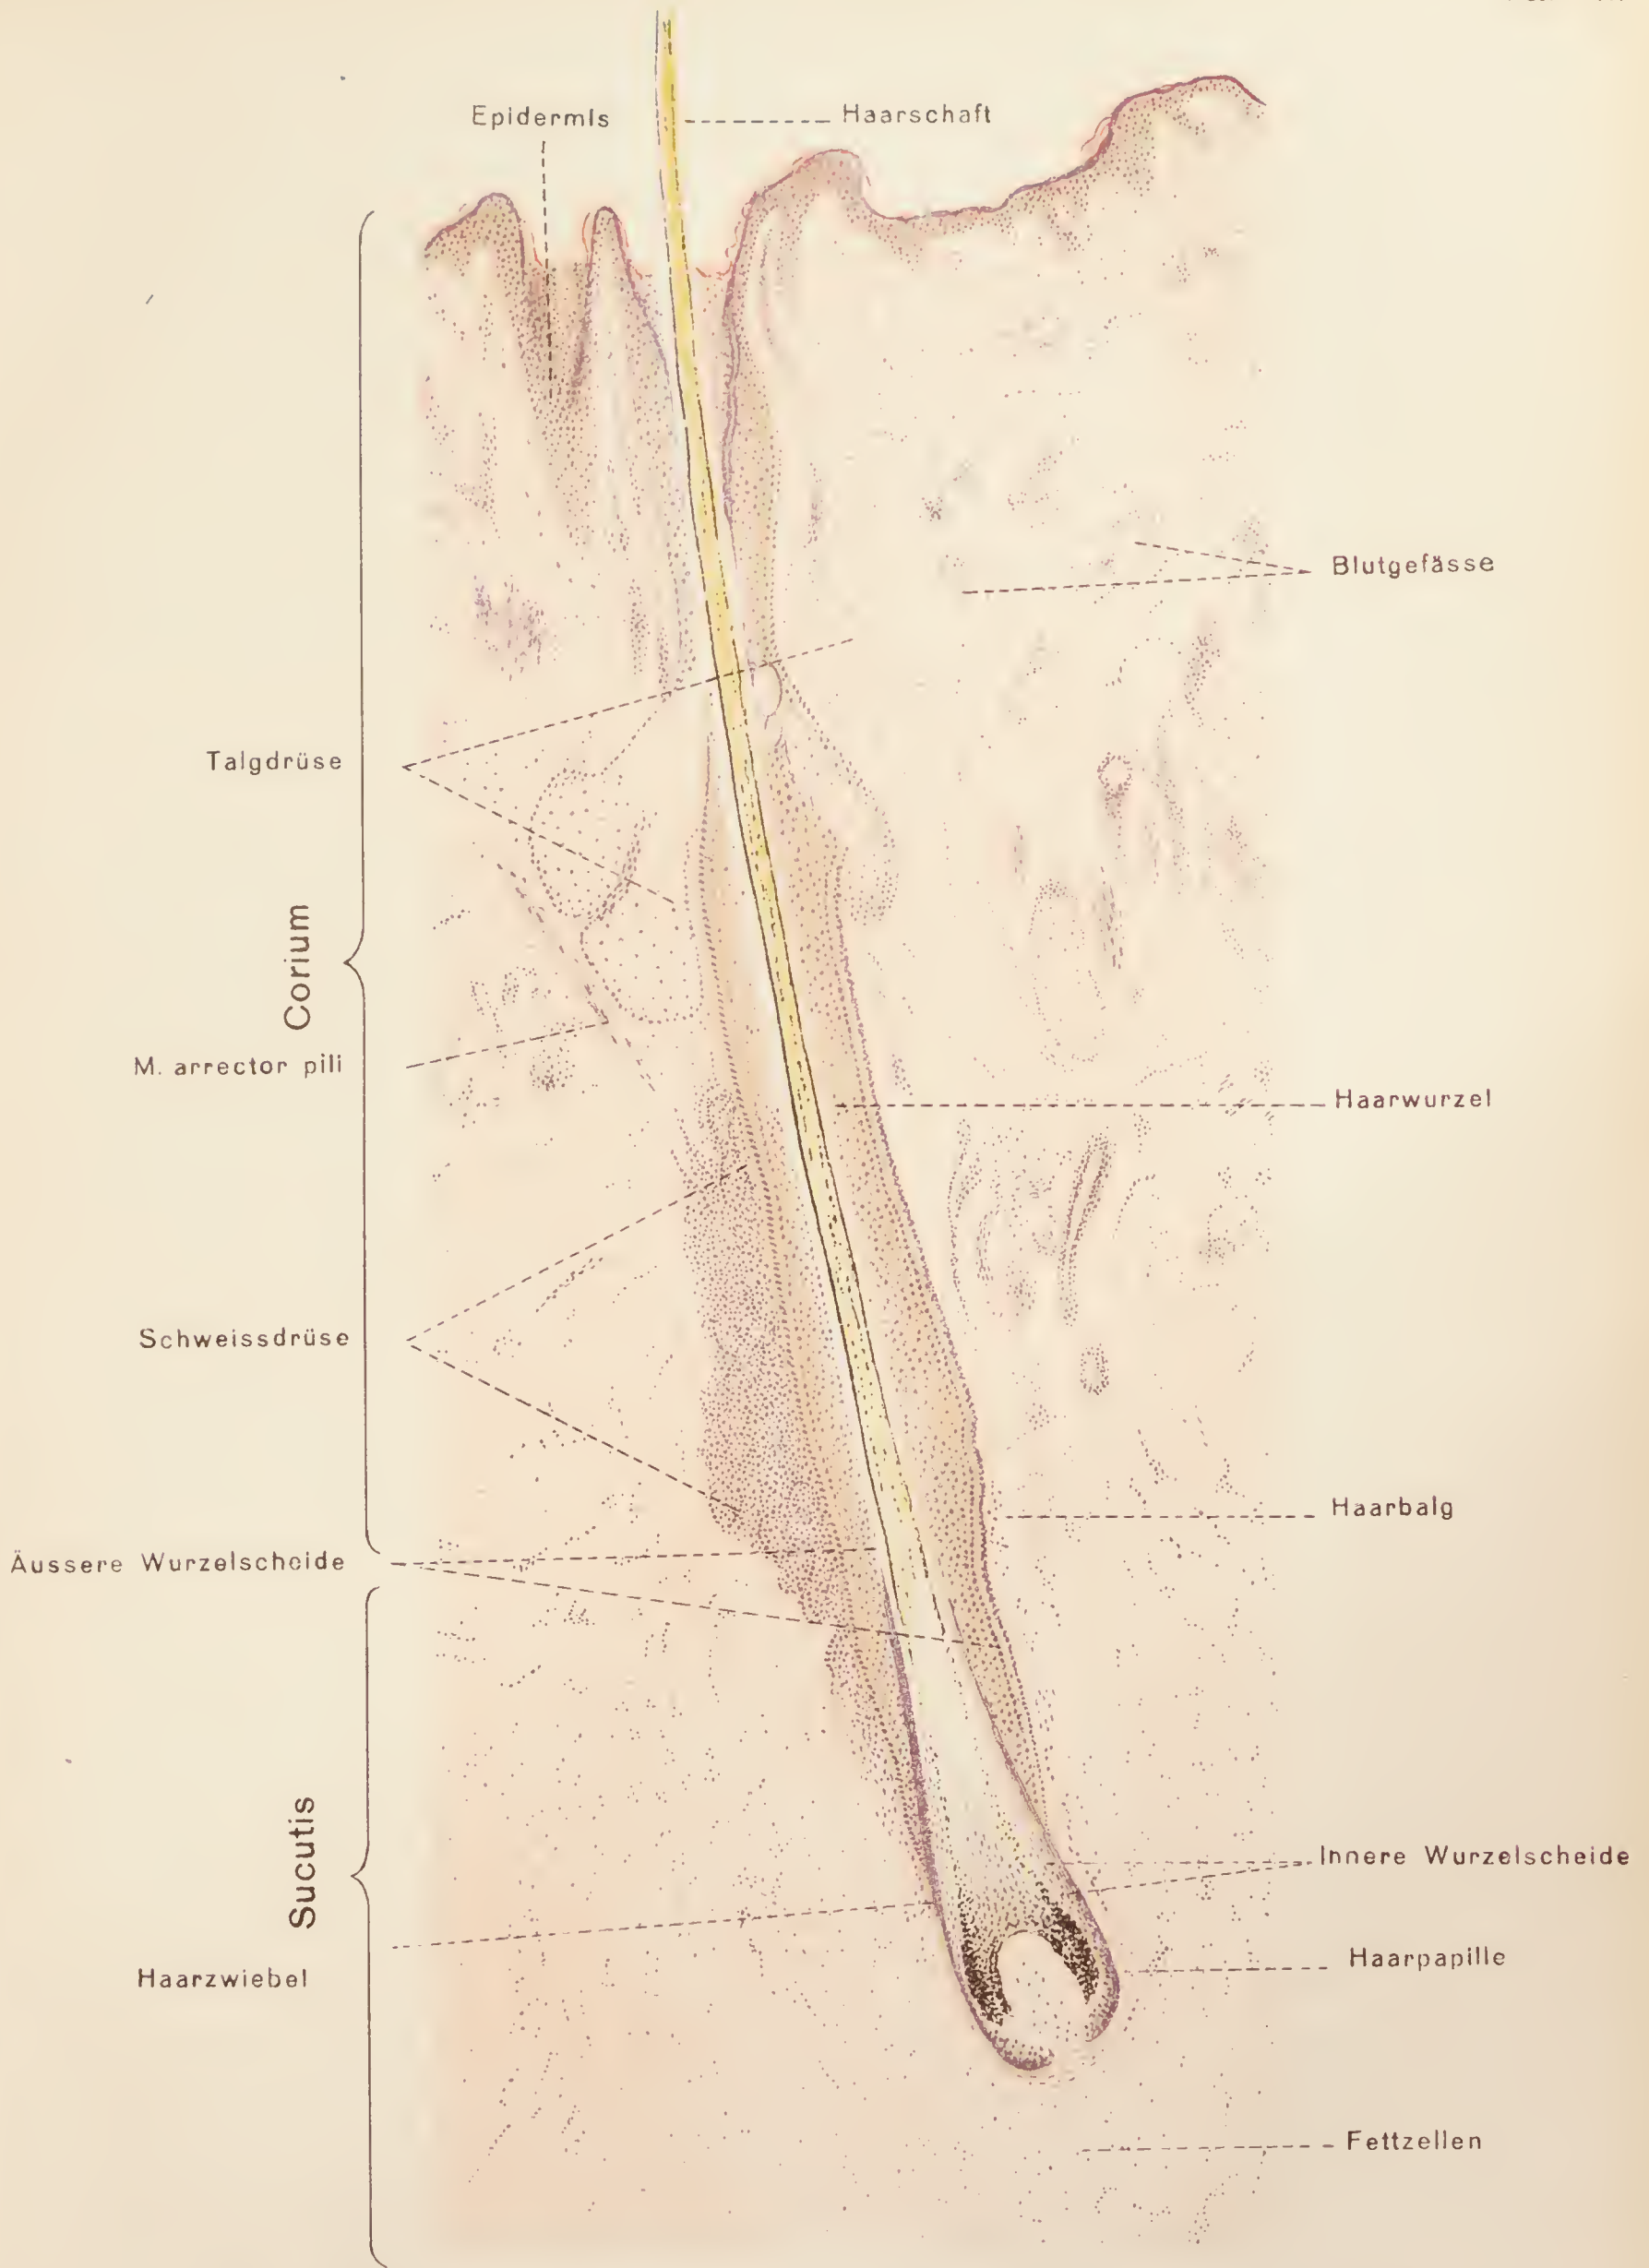 Epidermis
Haarschaft
Blutgefässe
Talgdrüse
Corium
M. arrector pili
Haarwurzel
Schweissdrüse
Haarbalg
Äussere Wurzelscheide
Sucutis
Innere Wurzelscheide
Haarpapille
Haarzwiebel
Fettzellen